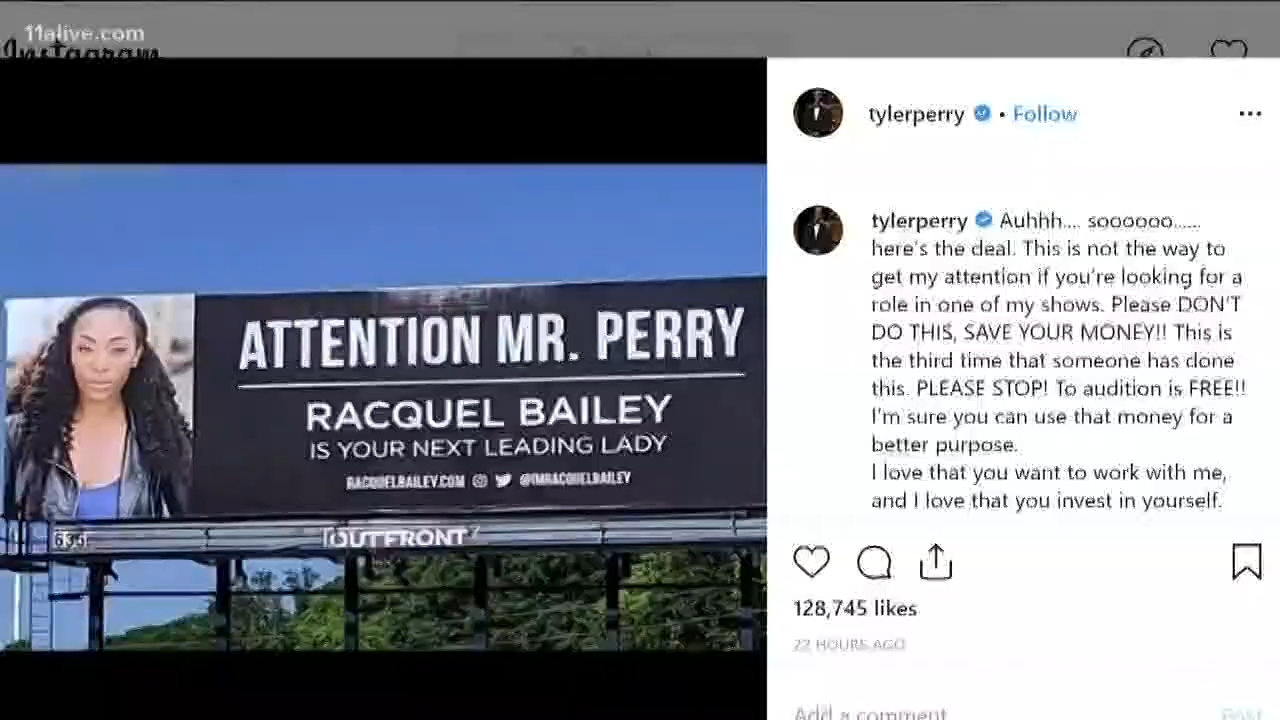 11alive.com
Instagram
tylerperry • Follow
ATTENTION MR. PERRY
RACQUEL BAILEY
IS YOUR NEXT LEADING LADY
RACQUELBAILEY.COM @IMRACQUELBAILEY
635
OUTFRONT
tylerperry Auhhh.... soooooo......
here's the deal. This is not the way to
get my attention if you're looking for a
role in one of my shows. Please DON'T
DO THIS, SAVE YOUR MONEY!! This is
the third time that someone has done
this. PLEASE STOP! To audition is FREE!!
I'm sure you can use that money for a
better purpose.
I love that you want to work with me,
and I love that you invest in yourself.
128,745 likes
22 HOURS AGO
Add a comment
Post